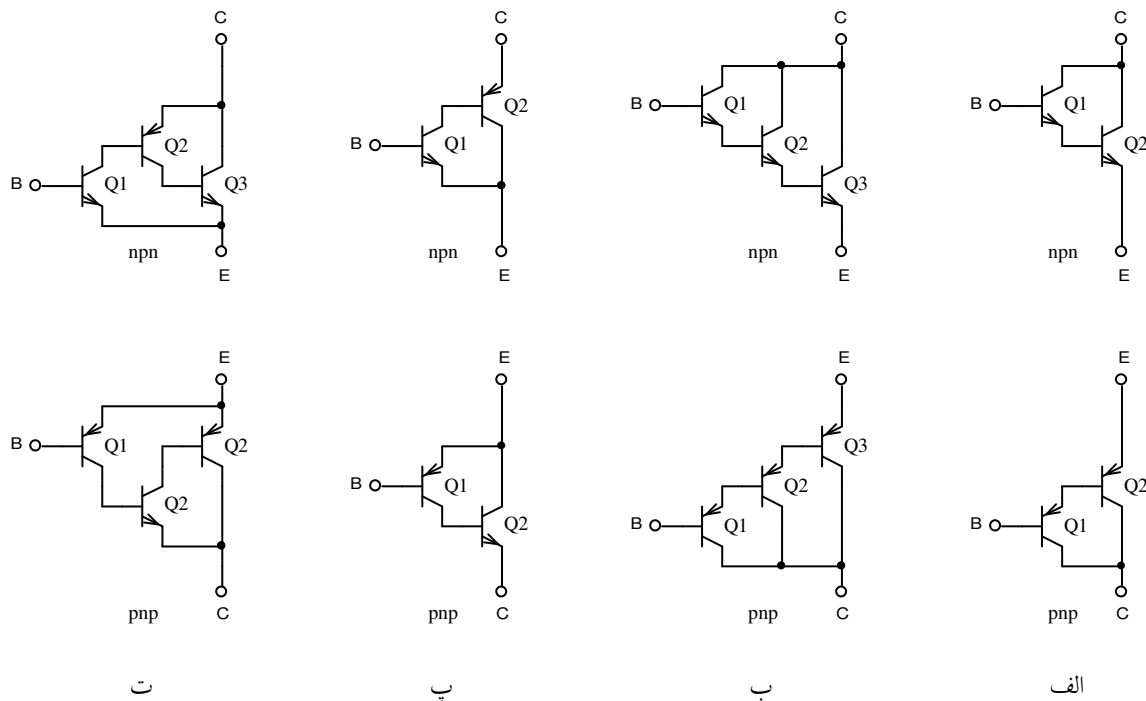 C C C C
B Q1 Q2 Q3 npn E
B Q1 Q2 npn E
B Q1 Q2 Q3 npn E
B Q1 Q2 npn E
E E E E
B Q1 Q2 Q2 pnp C
B Q1 Q2 pnp C
B Q1 Q2 Q3 pnp C
B Q1 Q2 pnp C
الف ب پ ت